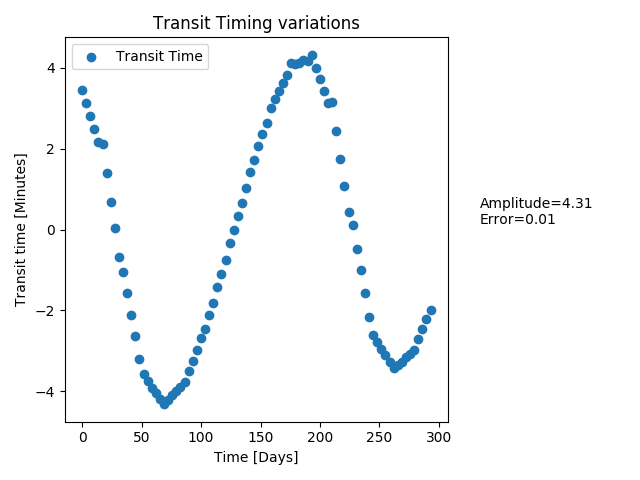 Transit Timing variations
Transit Time
4
2
0
−2
−4
Transit time [Minutes]
0
50
100
150
200
250
300
Time [Days]
Amplitude=4.31
Error=0.01